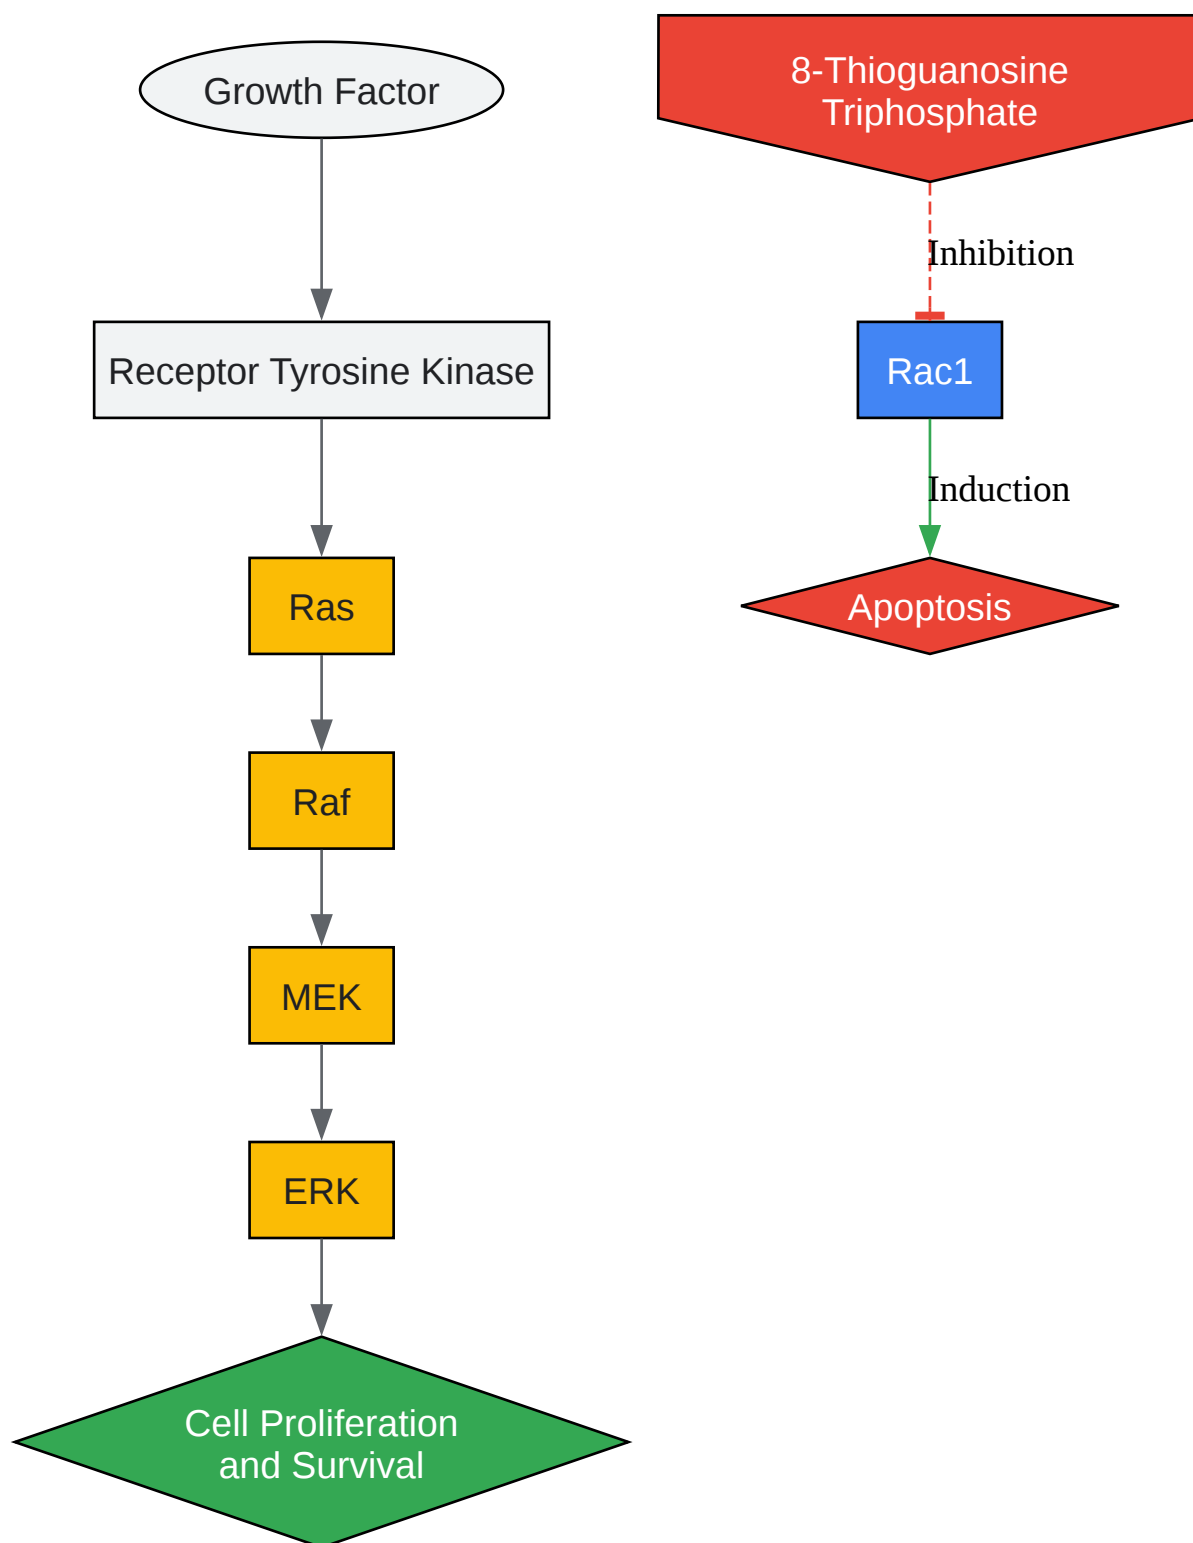 Growth Factor
Receptor Tyrosine Kinase
Ras
Raf
MEK
ERK
Cell Proliferation
and Survival
8-Thioguanosine
Triphosphate
Inhibition
Rac1
Induction
Apoptosis